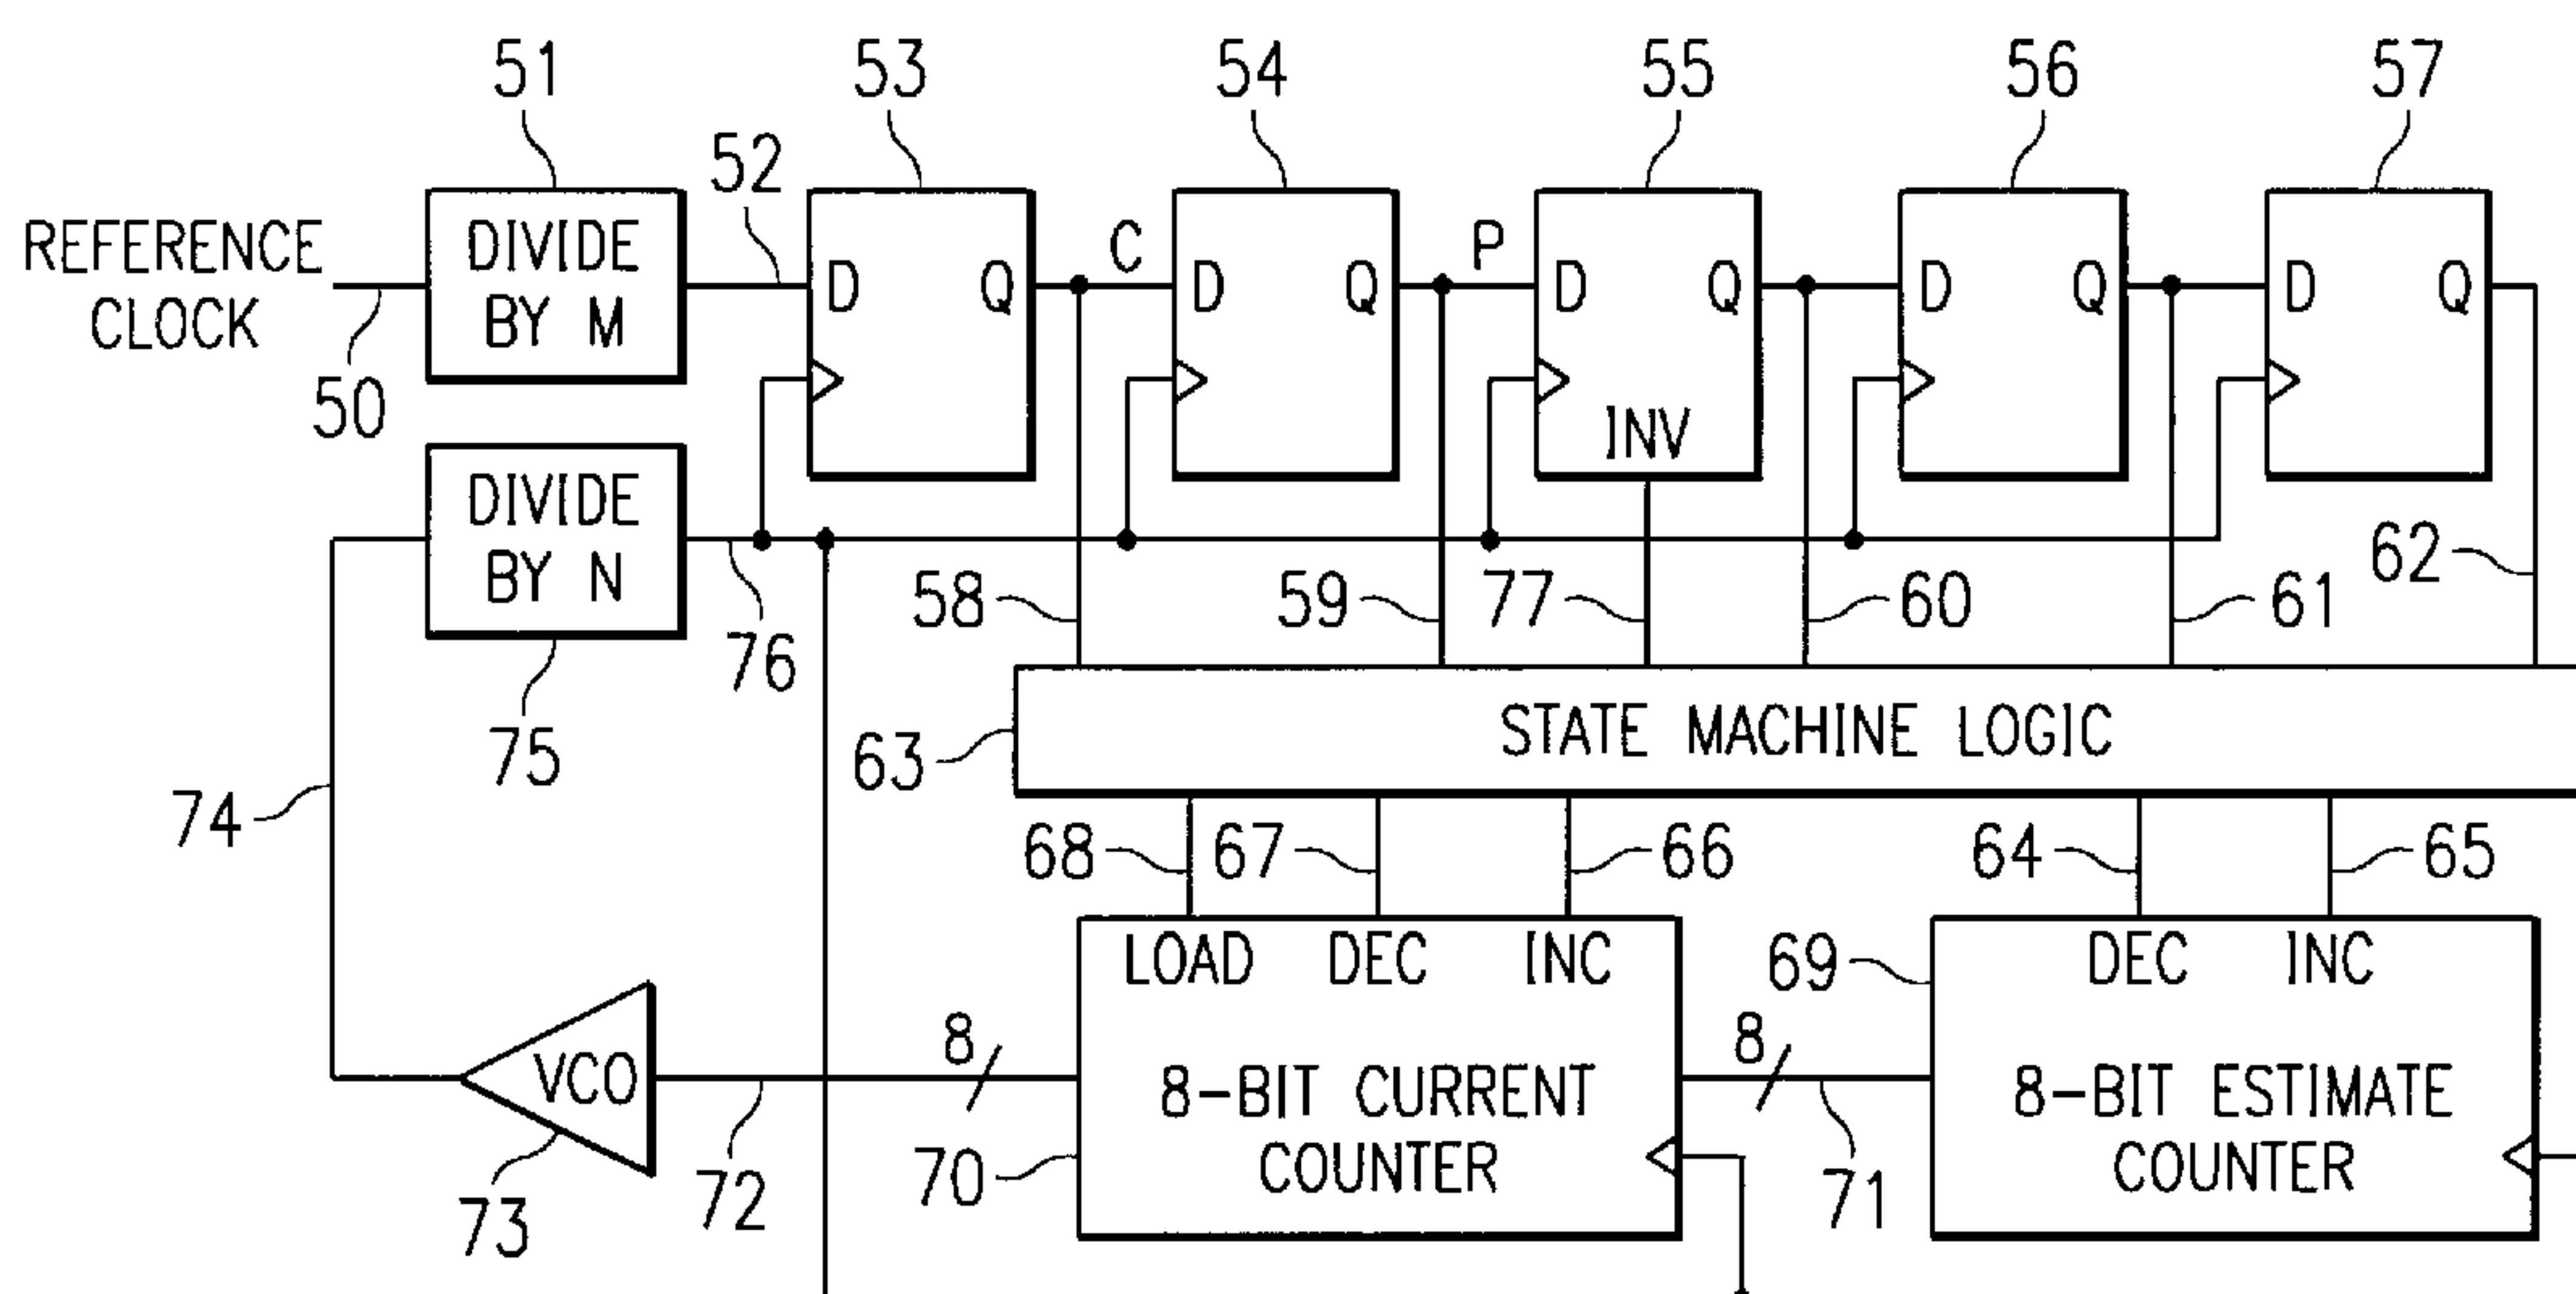 51
53
54
55
56
57
52
REFERENCE
CLOCK
DIVIDE
BY M
C
P
D
Q
D
Q
D
Q
D
Q
D
Q
50
INV
DIVIDE
BY N
62
58
59
77
60
61
76
75
STATE MACHINE LOGIC
63
74
68
67
66
64
65
LOAD
DEC
INC
69
DEC
INC
8
8
VCO
8-BIT CURRENT
COUNTER
8-BIT ESTIMATE
COUNTER
70
72
71
73